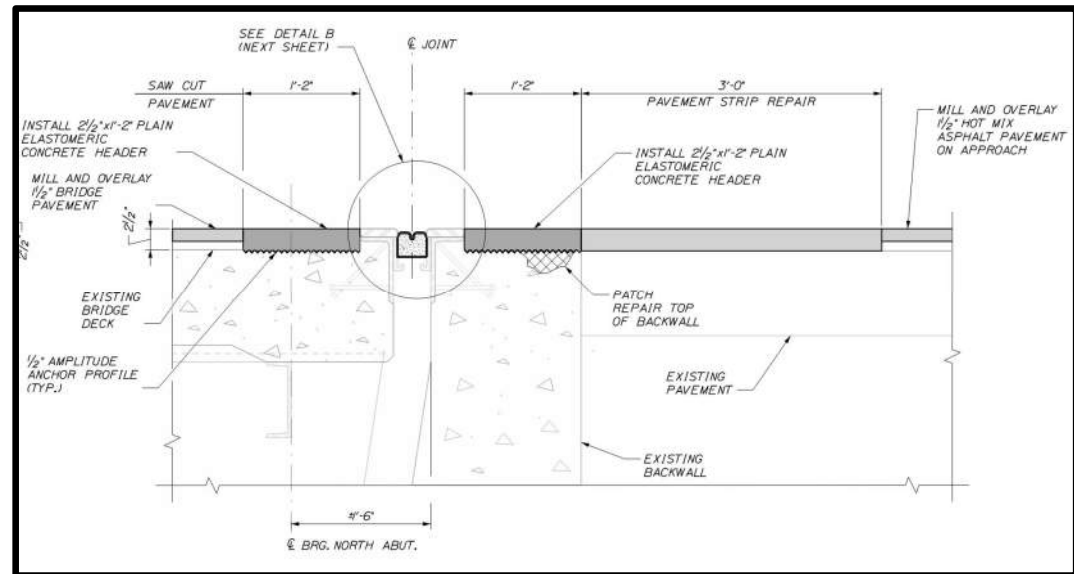 SEE DETAIL B
(NEXT SHEET)
℄ JOINT
SAW CUT
PAVEMENT
1'-2"
1'-2"
3'-0"
PAVEMENT STRIP REPAIR
INSTALL 2½"x1'-2" PLAIN
ELASTOMERIC
CONCRETE HEADER
MILL AND OVERLAY
1½" BRIDGE
PAVEMENT
INSTALL 2½"x1'-2" PLAIN
ELASTOMERIC
CONCRETE HEADER
MILL AND OVERLAY
1½" HOT MIX
ASPHALT PAVEMENT
ON APPROACH
2½"
EXISTING
BRIDGE
DECK
½" AMPLITUDE
ANCHOR PROFILE
(TYP.)
PATCH
REPAIR TOP
OF BACKWALL
EXISTING
PAVEMENT
EXISTING
BACKWALL
℄ BRG. NORTH ABUT.